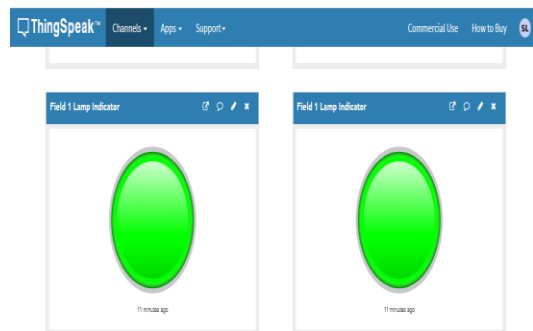 ThingSpeak™ Channels Apps Support Commercial Use How to Buy SL
Field 1 Lamp Indicator Field 1 Lamp Indicator
11 minutes ago 11 minutes ago